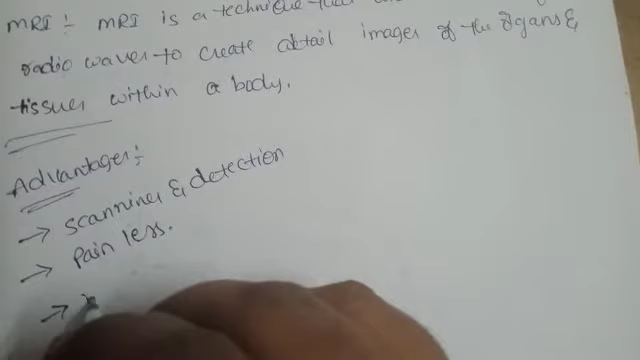 MRI :- MRI is a technique that
radio waves to create detail images of the organs &
tissues within a body.
Advantages :-
→ Scanning & detection
→ Pain less.
→